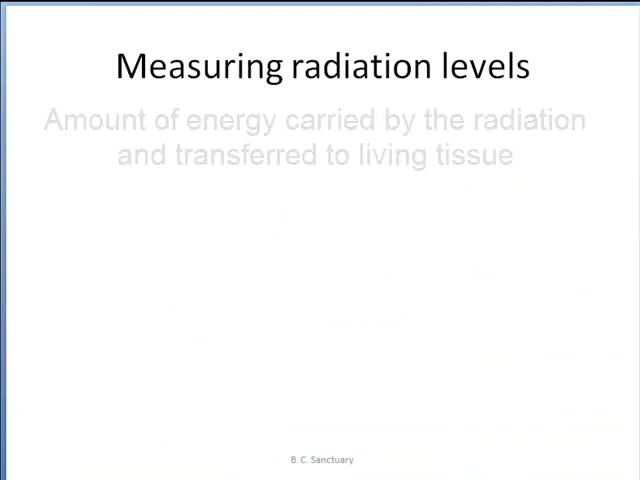 Measuring radiation levels
Amount of energy carried by the radiation
and transferred to living tissue
B. C. Sanctuary